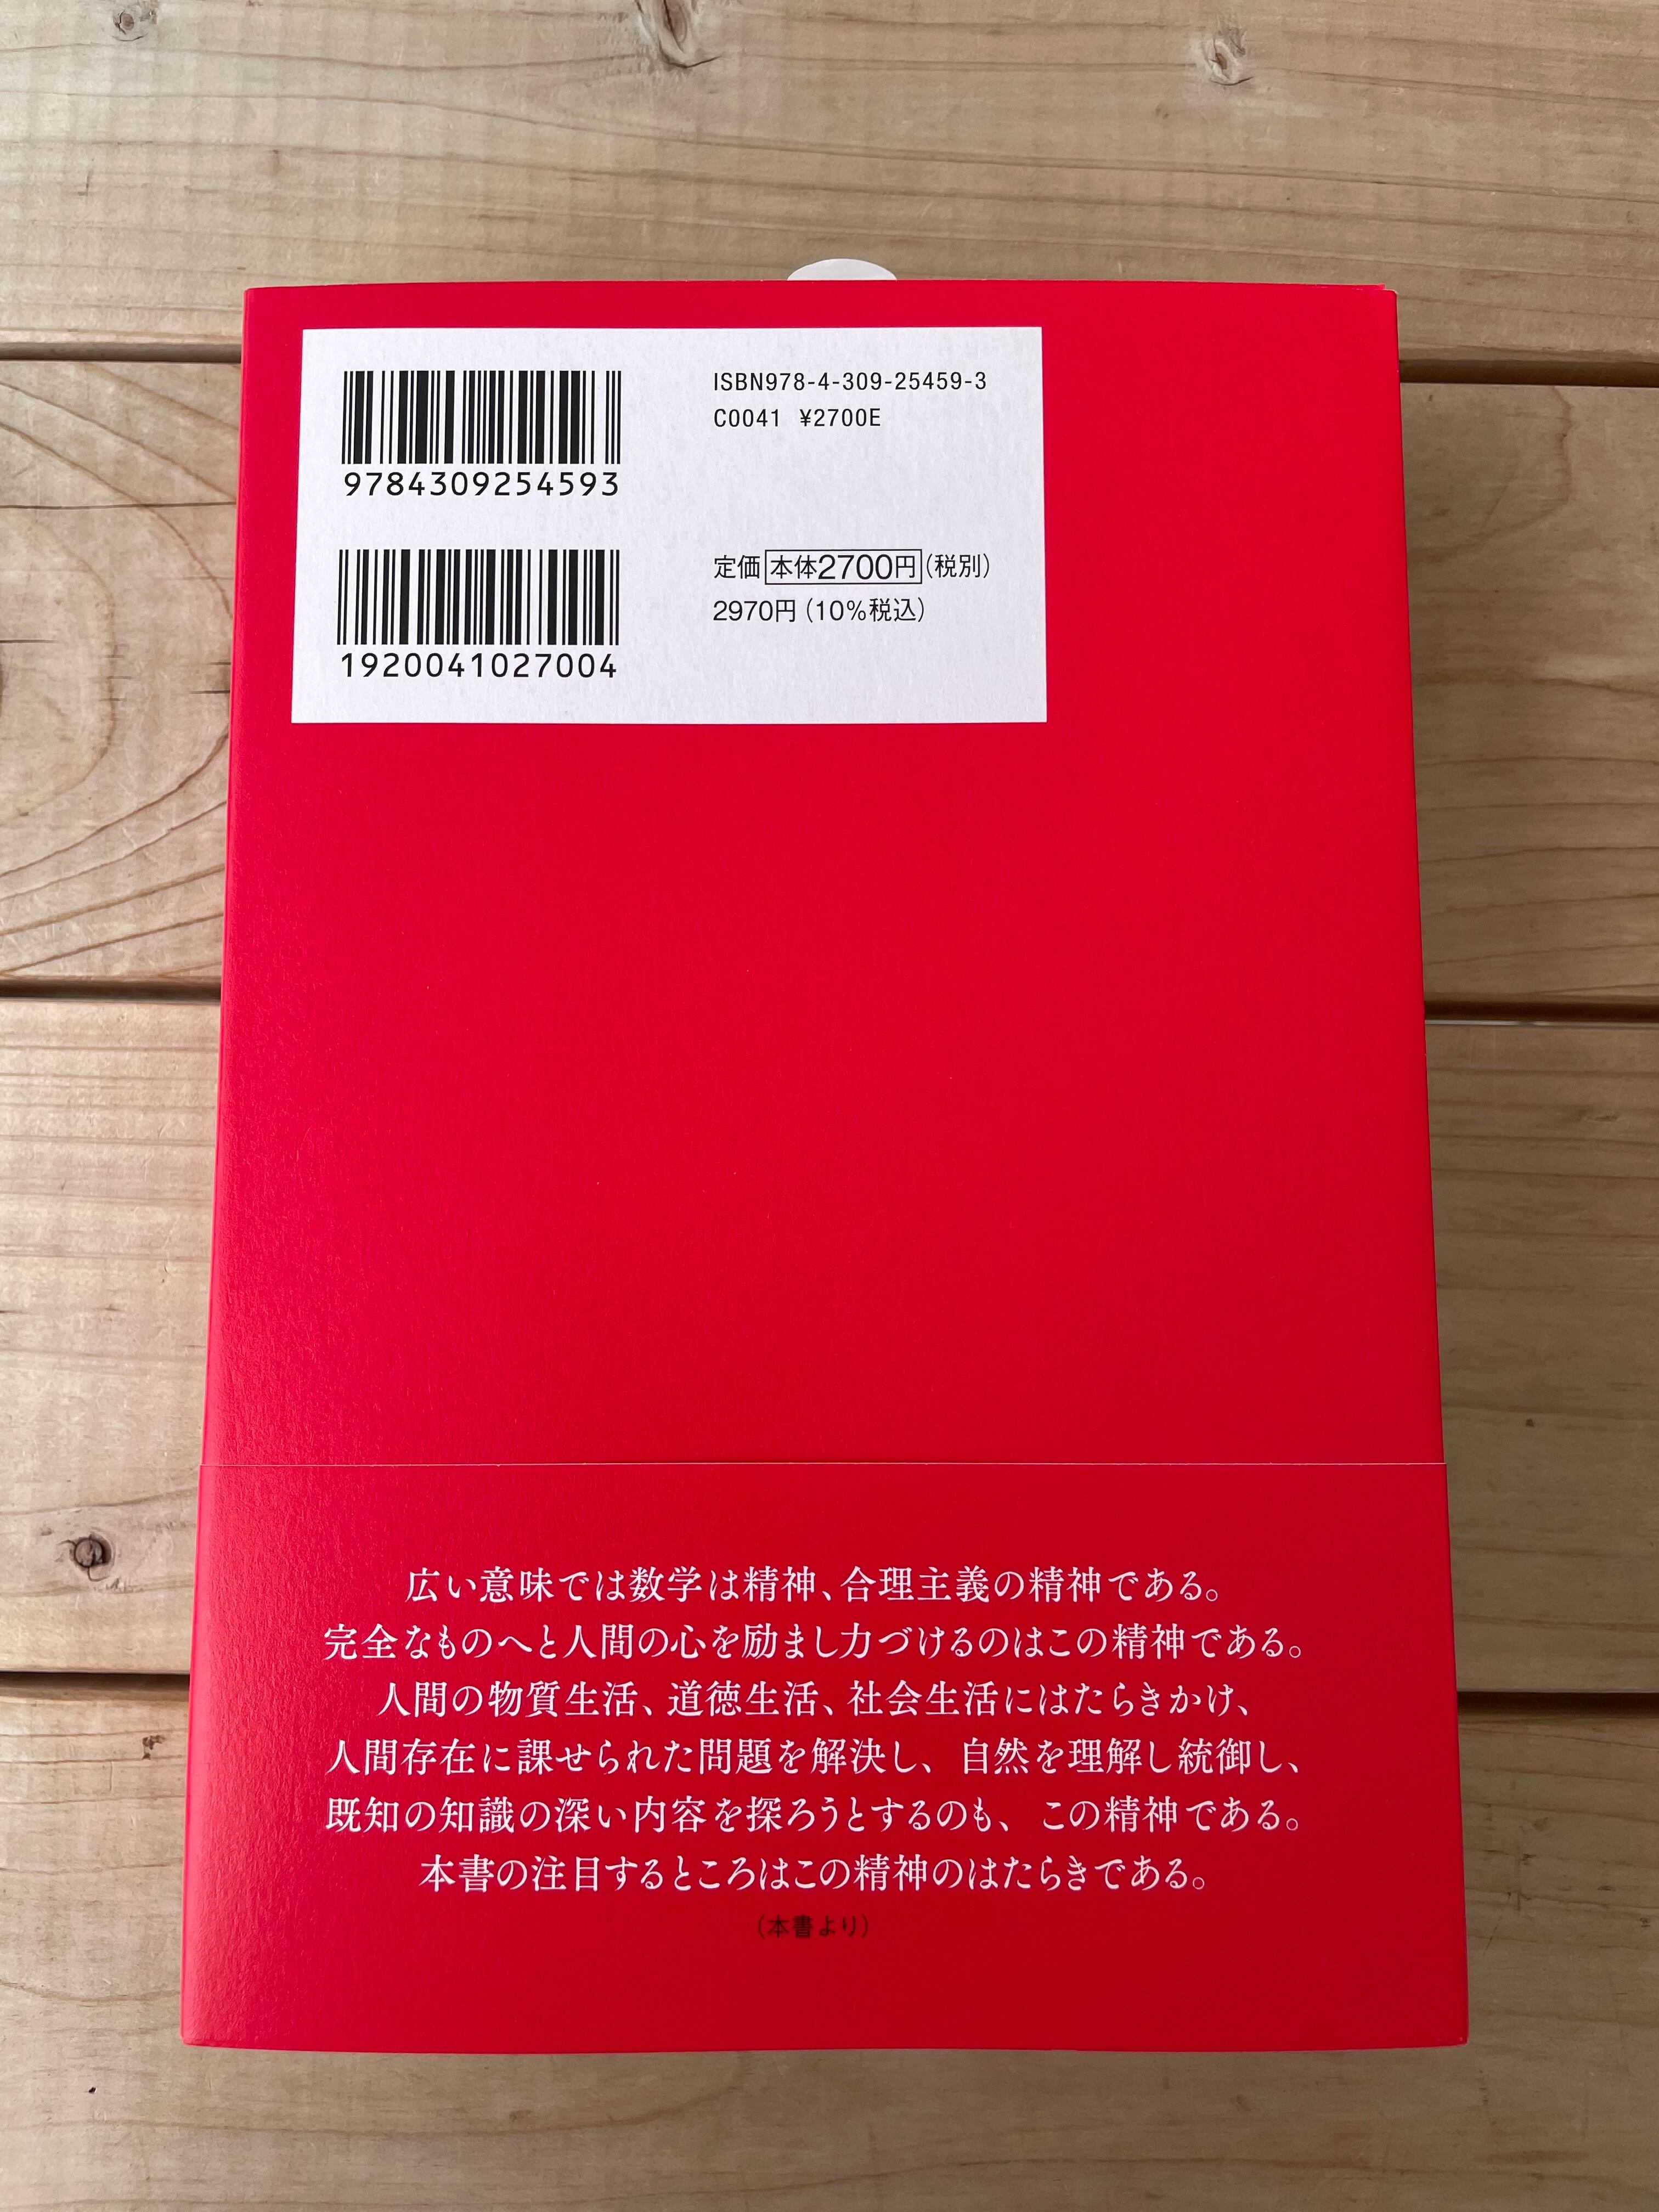 ISBN978-4-309-25459-3
C0041 ¥2700E
9784309254593
定価 本体2700円(税別)
2970円(10%税込)
1920041027004
広い意味では数学は精神、合理主義の精神である。
完全なものへと人間の心を励まし力づけるのはこの精神である。
人間の物質生活、道徳生活、社会生活にはたらきかけ、
人間存在に課せられた問題を解決し、自然を理解し統御し、
既知の知識の深い内容を探ろうとするのも、この精神である。
本書の注目するところはこの精神のはたらきである。
(本書より)